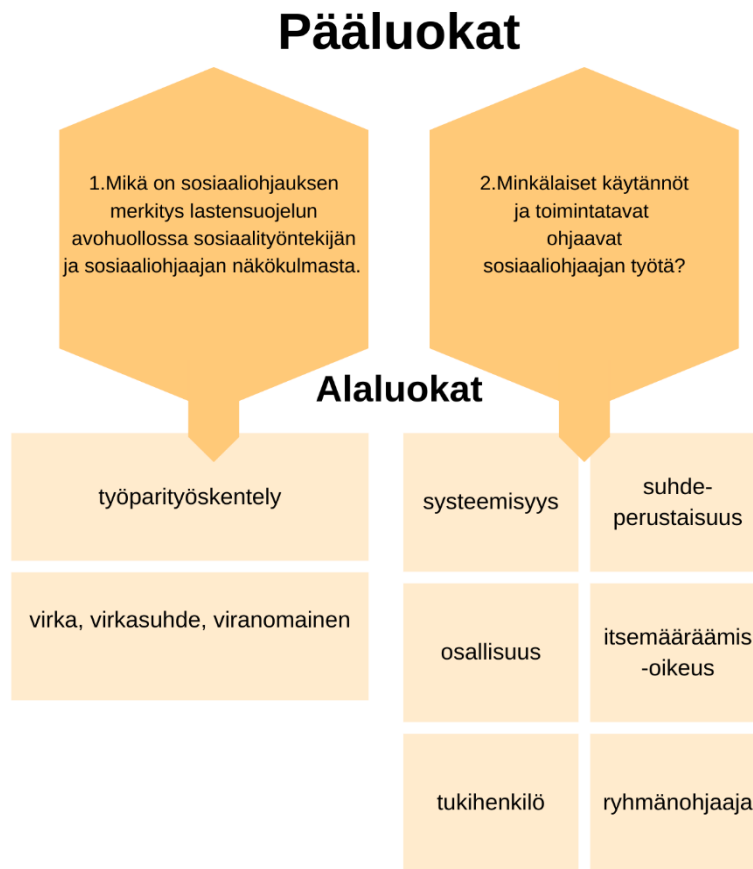 Pääluokat
1.Mikä on sosiaaliohjauksen
merkitys lastensuojelun
avohuollossa sosiaalityöntekijän
ja sosiaaliohjaajan näkökulmasta.
2.Minkälaiset käytännöt
ja toimintatavat
ohjaavat
sosiaaliohjaajan työtä?
Alaluokat
työparityöskentely
virka, virkasuhde, viranomainen
systeemisyys
suhde-
perustaisuus
osallisuus
itsemääräämis
-oikeus
tukihenkilö
ryhmänohjaaja